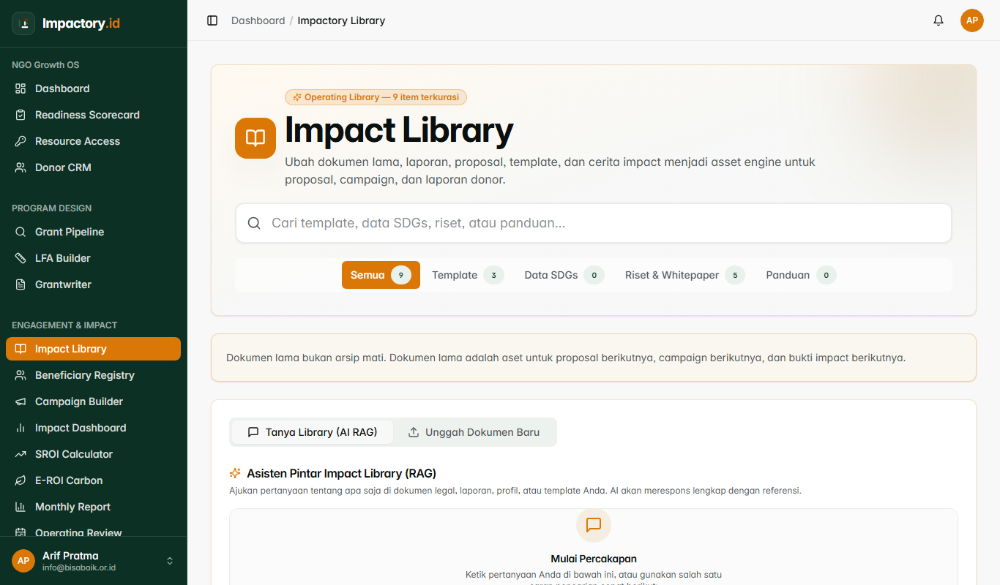 Impactory.id
NGO Growth OS
Dashboard
Readiness Scorecard
Resource Access
Donor CRM
PROGRAM DESIGN
Grant Pipeline
LFA Builder
Grantwriter
ENGAGEMENT & IMPACT
Impact Library
Beneficiary Registry
Campaign Builder
Impact Dashboard
SROI Calculator
E-ROI Carbon
Monthly Report
Operating Review
AP
Arif Pratma
info@bisabaik.or.id
Dashboard / Impactory Library
AP
Operating Library — 9 item terkurasi
Impact Library
Ubah dokumen lama, laporan, proposal, template, dan cerita impact menjadi asset engine untuk
proposal, campaign, dan laporan donor.
Cari template, data SDGs, riset, atau panduan...
Semua 9 Template 3 Data SDGs 0 Riset & Whitepaper 5 Panduan 0
Dokumen lama bukan arsip mati. Dokumen lama adalah aset untuk proposal berikutnya, campaign berikutnya, dan bukti impact berikutnya.
Tanya Library (AI RAG) Unggah Dokumen Baru
Asisten Pintar Impact Library (RAG)
Ajukan pertanyaan tentang apa saja di dokumen legal, laporan, profil, atau template Anda. AI akan merespons lengkap dengan referensi.
Mulai Percakapan
Ketik pertanyaan Anda di bawah ini, atau gunakan salah satu